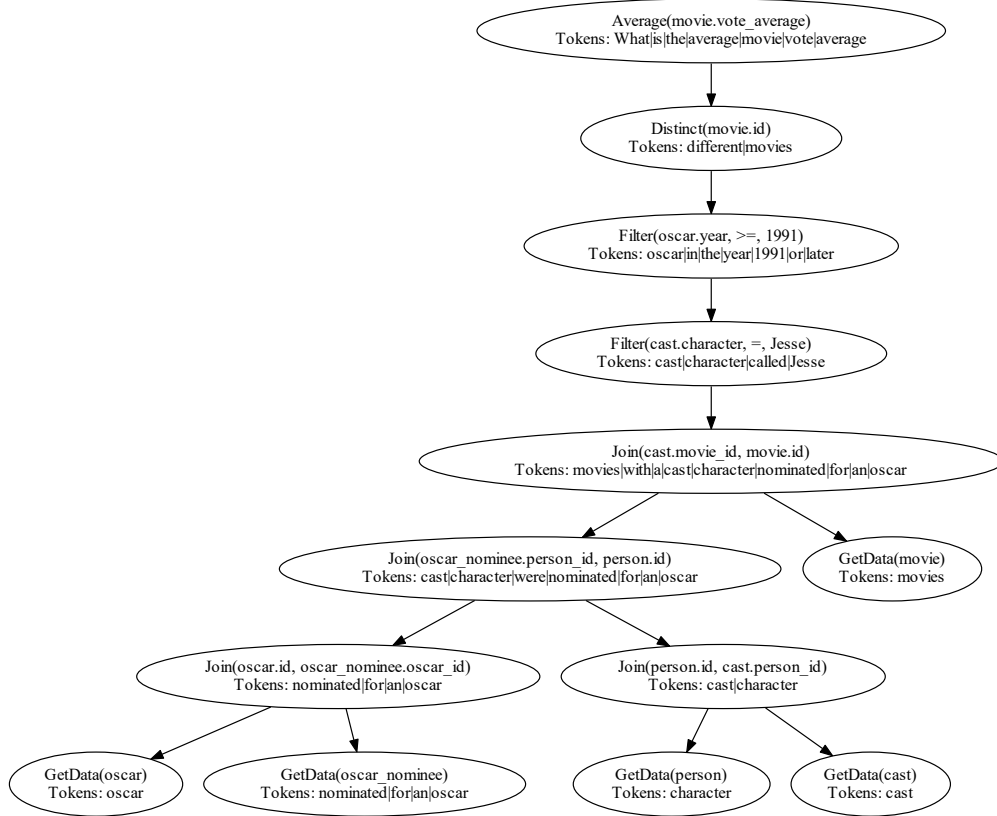 Average(movie.vote_average)
Tokens: What|is|the|average|movie|vote|average
Distinct(movie.id)
Tokens: different|movies
Filter(oscar.year, >=, 1991)
Tokens: oscar|in|the|year|1991|or|later
Filter(cast.character, =, Jesse)
Tokens: cast|character|called|Jesse
Join(cast.movie_id, movie.id)
Tokens: movies|with|a|cast|character|nominated|for|an|oscar
Join(oscar_nominee.person_id, person.id)
Tokens: cast|character|were|nominated|for|an|oscar
GetData(movie)
Tokens: movies
Join(oscar.id, oscar_nominee.oscar_id)
Tokens: nominated|for|an|oscar
Join(person.id, cast.person_id)
Tokens: cast|character
GetData(oscar)
Tokens: oscar
GetData(oscar_nominee)
Tokens: nominated|for|an|oscar
GetData(person)
Tokens: character
GetData(cast)
Tokens: cast